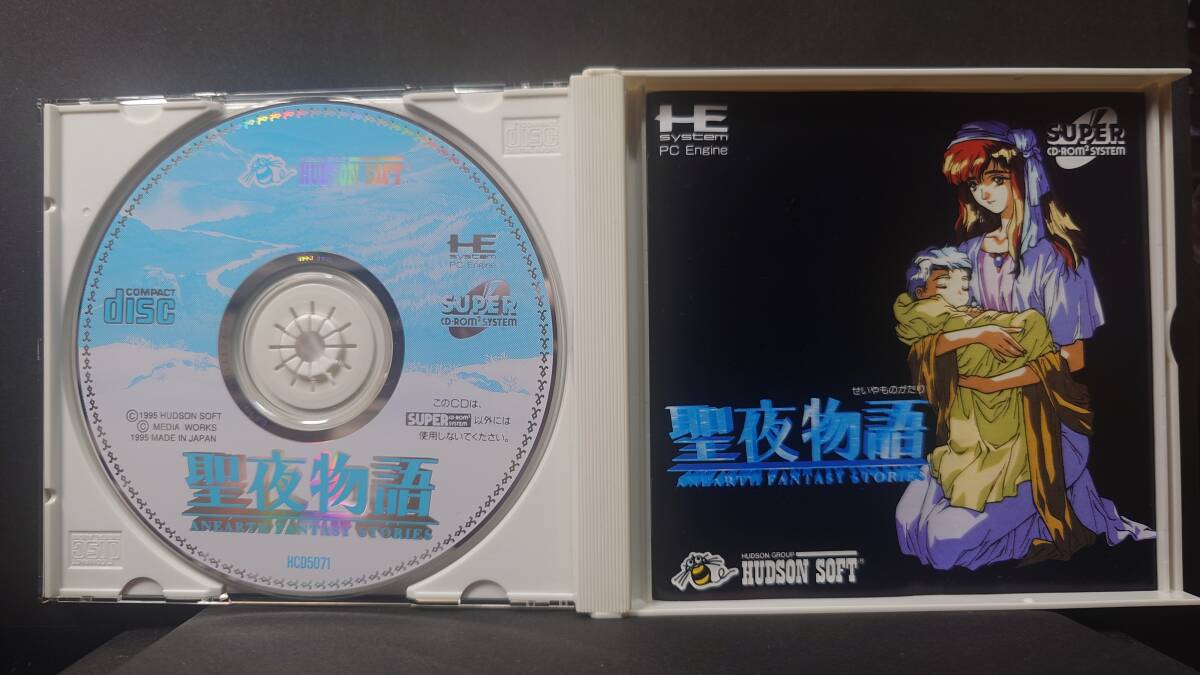 HUDSON SOFT
HE
system
PC Engine
COMPACT
disc
SUPER
CD-ROM² SYSTEM
このCDは、
SUPER CD-ROM² SYSTEM 以外には
使用しないでください。
©1995 HUDSON SOFT
© MEDIA WORKS
1995 MADE IN JAPAN
聖夜物語
ANEARTH FANTASY STORIES
HCD5071
disc
disc
HE
system
PC Engine
SUPER
CD-ROM² SYSTEM
せいやものがたり
聖夜物語
ANEARTH FANTASY STORIES
HUDSON GROUP
HUDSON SOFT®